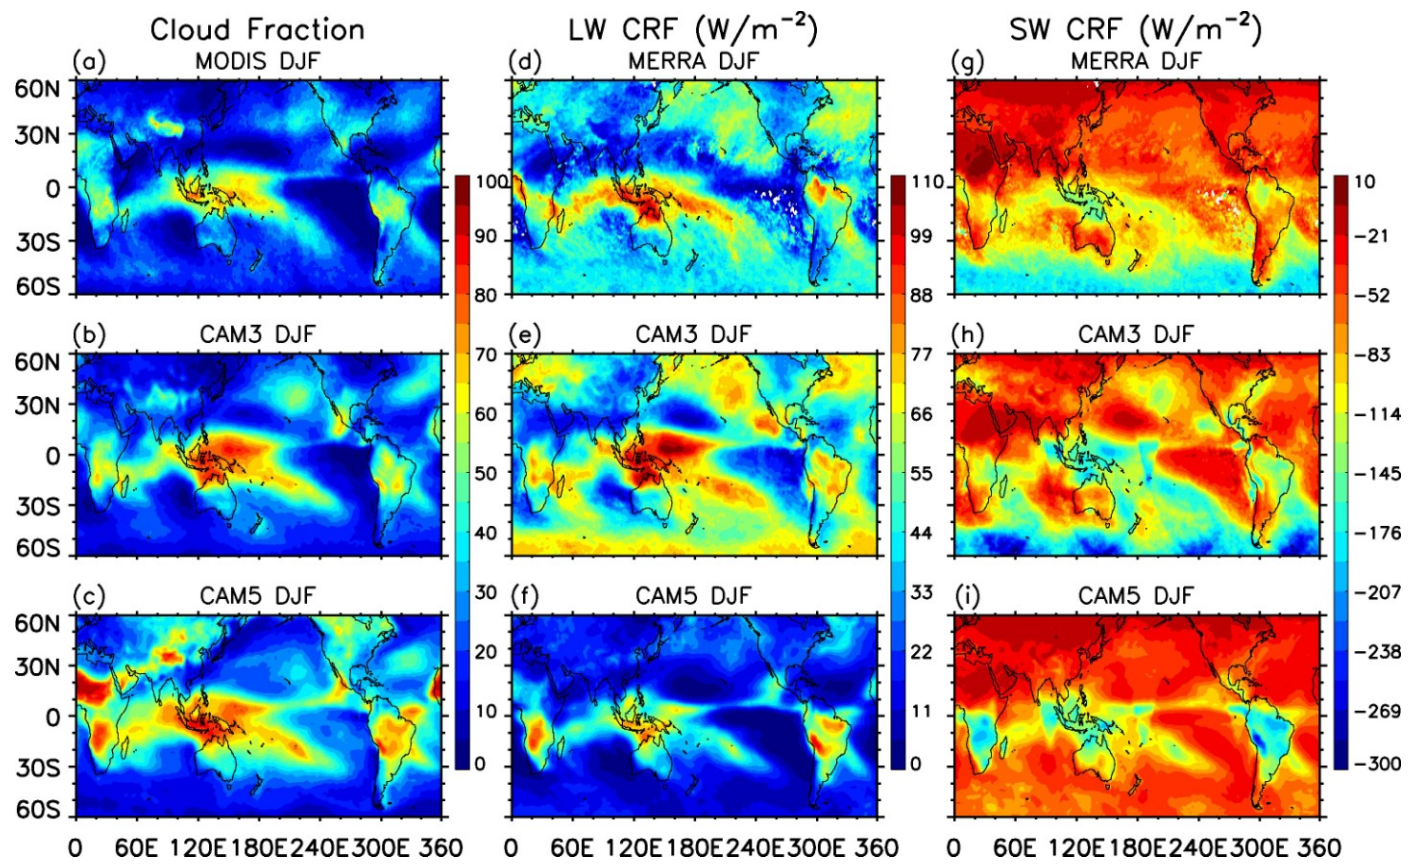 Cloud Fraction LW CRF (W/m−2) SW CRF (W/m−2)
(a) MODIS DJF (d) MERRA DJF (g) MERRA DJF
60N
30N
0
30S
60S
(b) CAM3 DJF (e) CAM3 DJF (h) CAM3 DJF
60N
30N
0
30S
60S
(c) CAM5 DJF (f) CAM5 DJF (i) CAM5 DJF
60N
30N
0
30S
60S
0 60E 120E 180E 240E 300E 360
0 60E 120E 180E 240E 300E 360
0 60E 120E 180E 240E 300E 360
100
90
80
70
60
50
40
30
20
10
0
110
99
88
77
66
55
44
33
22
11
0
10
−21
−52
−83
−114
−145
−176
−207
−238
−269
−300